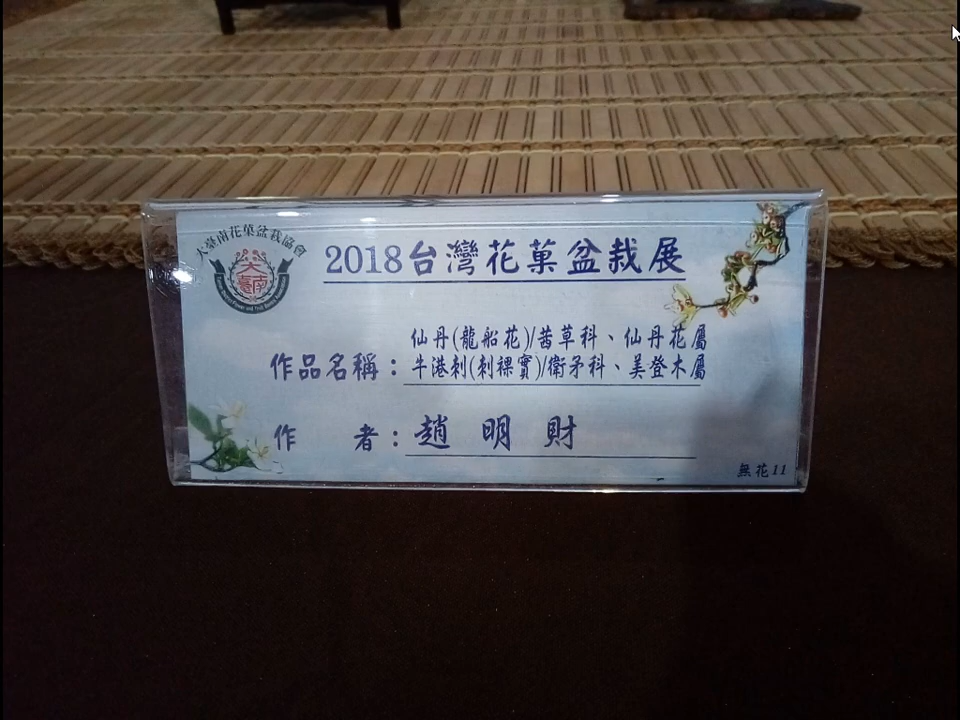 大臺南花菓盆栽協會
大臺南
2018台灣花菓盆栽展
仙丹(龍船花)/茜草科、仙丹花屬
作品名稱：牛港刺(刺裸實)/衛矛科、美登木屬
作 者：趙明財
無花11